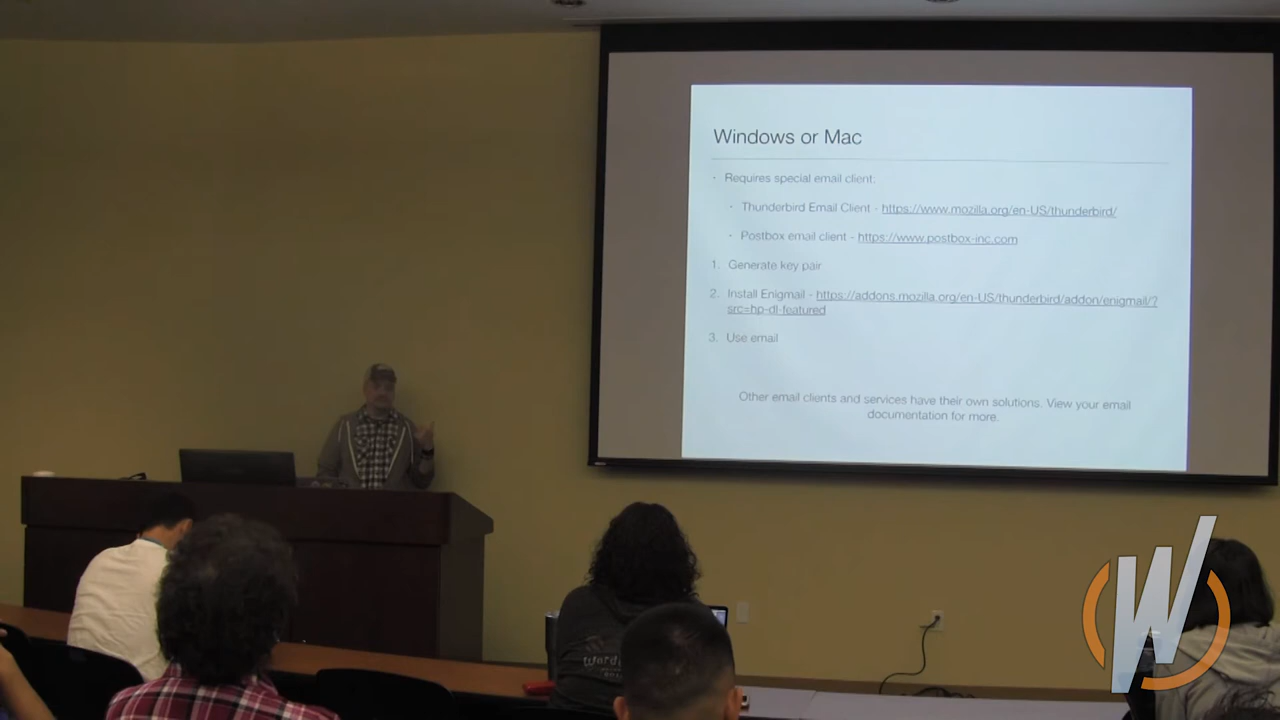 Windows or Mac
· Requires special email client.
· Thunderbird Email Client - https://www.mozilla.org/en-US/thunderbird/
· Postbox email client - https://www.postbox-inc.com
1. Generate key pair
2. Install Enigmail - https://addons.mozilla.org/en-US/thunderbird/addon/enigmail/?
src=hp-dl-featured
3. Use email
Other email clients and services have their own solutions. View your email
documentation for more.
W